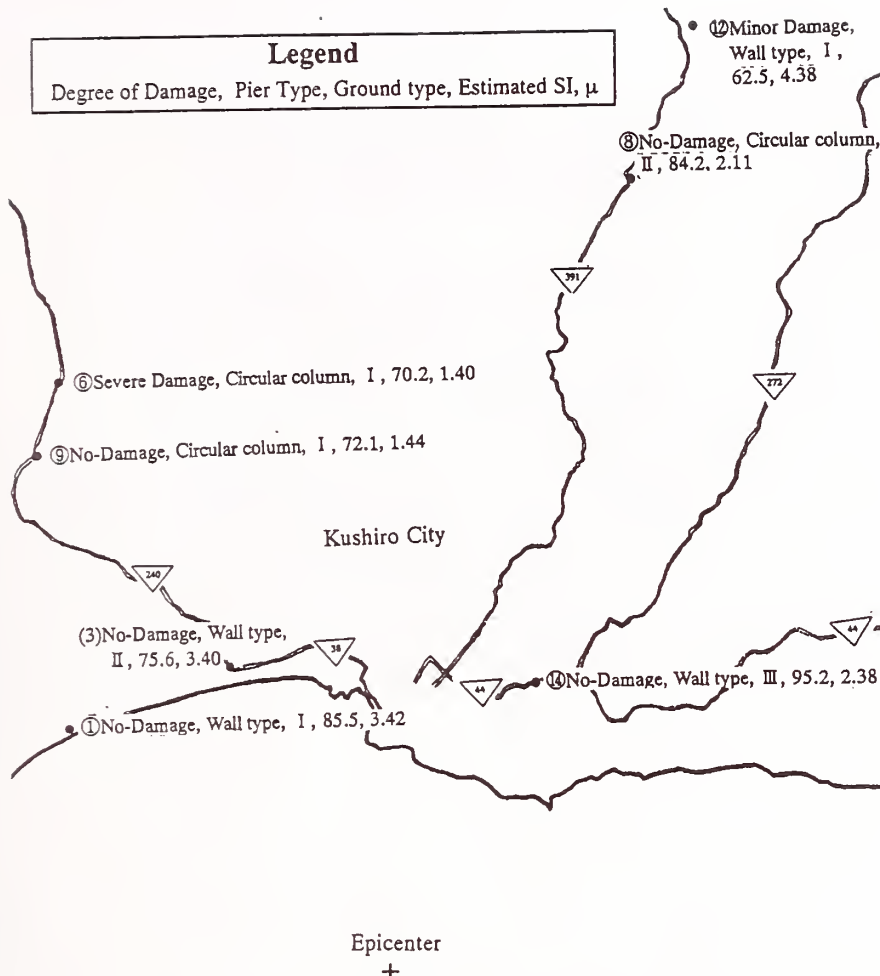 Legend
Degree of Damage, Pier Type, Ground type, Estimated SI, μ
⑫Minor Damage,
Wall type, Ⅰ,
62.5, 4.38
⑧No-Damage, Circular column,
Ⅱ, 84.2, 2.11
391
272
⑥Severe Damage, Circular column, Ⅰ, 70.2, 1.40
⑨No-Damage, Circular column, Ⅰ, 72.1, 1.44
Kushiro City
240
(3)No-Damage, Wall type,
Ⅱ, 75.6, 3.40
38
44
44
⑭No-Damage, Wall type, Ⅲ, 95.2, 2.38
①No-Damage, Wall type, Ⅰ, 85.5, 3.42
Epicenter
+